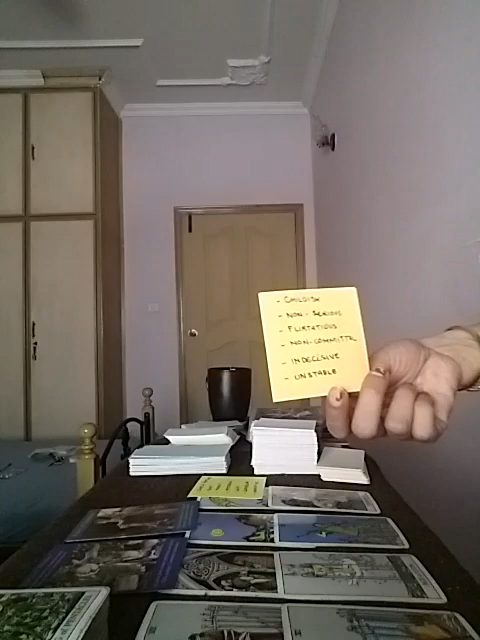 - CHILDISH
- NON-SERIOUS
- FLIRTATIOUS
- NON-COMMITTAL
- INDECISIVE
- UNSTABLE